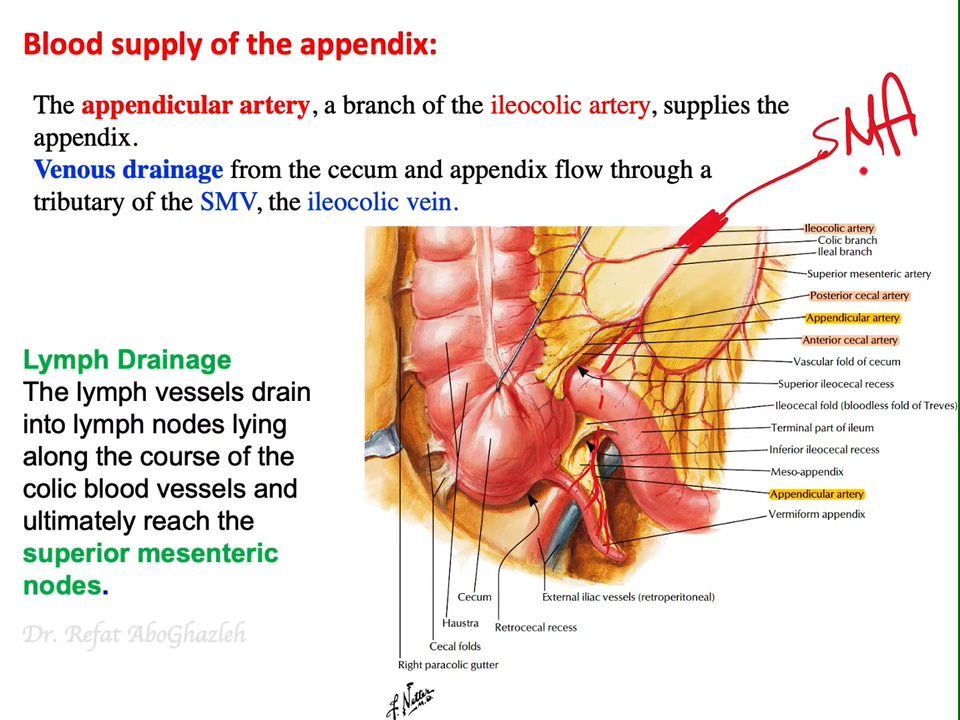 Blood supply of the appendix:
The appendicular artery, a branch of the ileocolic artery, supplies the
appendix.
Venous drainage from the cecum and appendix flow through a
tributary of the SMV, the ileocolic vein.
SMA
Ileocolic artery
Colic branch
Ileal branch
Superior mesenteric artery
Posterior cecal artery
Appendicular artery
Anterior cecal artery
Vascular fold of cecum
Superior ileocecal recess
Ileocecal fold (bloodless fold of Treves)
Terminal part of ileum
Inferior ileocecal recess
Meso-appendix
Appendicular artery
Vermiform appendix
Lymph Drainage
The lymph vessels drain
into lymph nodes lying
along the course of the
colic blood vessels and
ultimately reach the
superior mesenteric
nodes.
Dr. Refat AboGhazleh
Cecum
External iliac vessels (retroperitoneal)
Haustra
Retrocecal recess
Cecal folds
Right paracolic gutter
F. Netter
M.D.